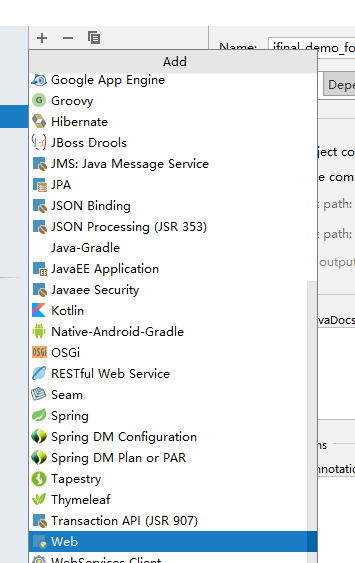 Name:
jfinal_demo_fo
Add
Depe
Google App Engine
Groovy
Hibernate
JBoss Drools
JMS: Java Message Service
ject co
JPA
e com
JSON Binding
path:
JSON Processing (JSR 353)
path:
Java-Gradle
JavaEE Application
output
Javaee Security
Kotlin
vaDocs
Native-Android-Gradle
OSGi
RESTful Web Service
Seam
Spring
Spring DM Configuration
ns
Spring DM Plan or PAR
nnotatio
Tapestry
Thymeleaf
Transaction API (JSR 907)
Web
WebServices Client